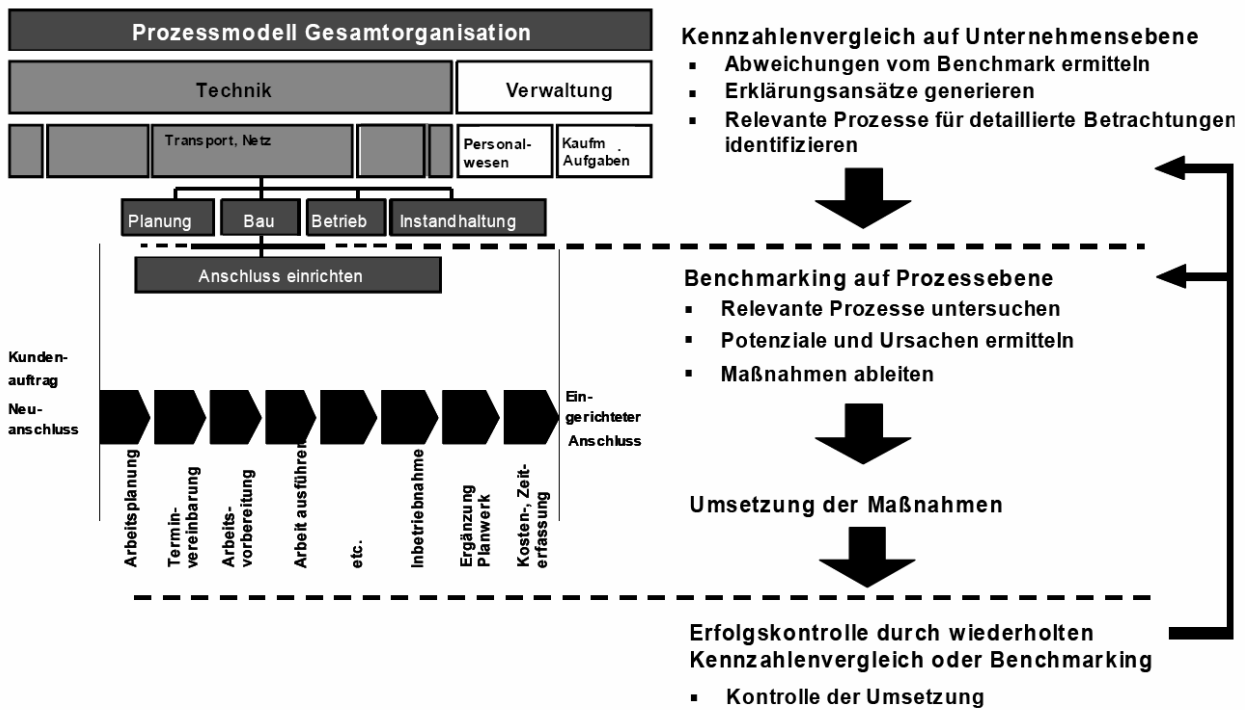 Prozessmodell Gesamtorganisation
Technik
Verwaltung
Transport, Netz
Personal-
wesen
Kaufm .
Aufgaben
Planung
Bau
Betrieb
Instandhaltung
Anschluss einrichten
Kunden-
auftrag
Neu-
anschluss
Ein-
gerichteter
Anschluss
Arbeitsplanung
Termin-
vereinbarung
Arbeits-
vorbereitung
Arbeit ausführen
etc.
Inbetriebnahme
Ergänzung
Planwerk
Kosten-, Zeit-
erfassung
Kennzahlenvergleich auf Unternehmensebene
▪ Abweichungen vom Benchmark ermitteln
▪ Erklärungsansätze generieren
▪ Relevante Prozesse für detaillierte Betrachtungen
identifizieren
Benchmarking auf Prozessebene
▪ Relevante Prozesse untersuchen
▪ Potenziale und Ursachen ermitteln
▪ Maßnahmen ableiten
Umsetzung der Maßnahmen
Erfolgskontrolle durch wiederholten
Kennzahlenvergleich oder Benchmarking
▪ Kontrolle der Umsetzung